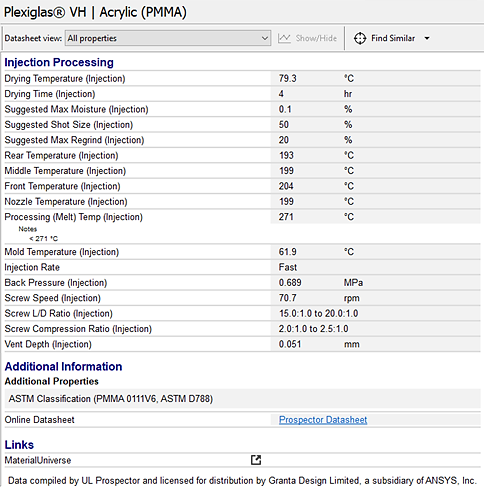 Plexiglas® VH | Acrylic (PMMA)
Datasheet view: All properties Show/Hide Find Similar
Injection Processing
Drying Temperature (Injection) 79.3 °C
Drying Time (Injection) 4 hr
Suggested Max Moisture (Injection) 0.1 %
Suggested Shot Size (Injection) 50 %
Suggested Max Regrind (Injection) 20 %
Rear Temperature (Injection) 193 °C
Middle Temperature (Injection) 199 °C
Front Temperature (Injection) 204 °C
Nozzle Temperature (Injection) 199 °C
Processing (Melt) Temp (Injection) 271 °C
Notes
< 271 °C
Mold Temperature (Injection) 61.9 °C
Injection Rate Fast
Back Pressure (Injection) 0.689 MPa
Screw Speed (Injection) 70.7 rpm
Screw L/D Ratio (Injection) 15.0:1.0 to 20.0:1.0
Screw Compression Ratio (Injection) 2.0:1.0 to 2.5:1.0
Vent Depth (Injection) 0.051 mm
Additional Information
Additional Properties
ASTM Classification (PMMA 0111V6, ASTM D788)
Online Datasheet Prospector Datasheet
Links
MaterialUniverse
Data compiled by UL Prospector and licensed for distribution by Granta Design Limited, a subsidiary of ANSYS, Inc.